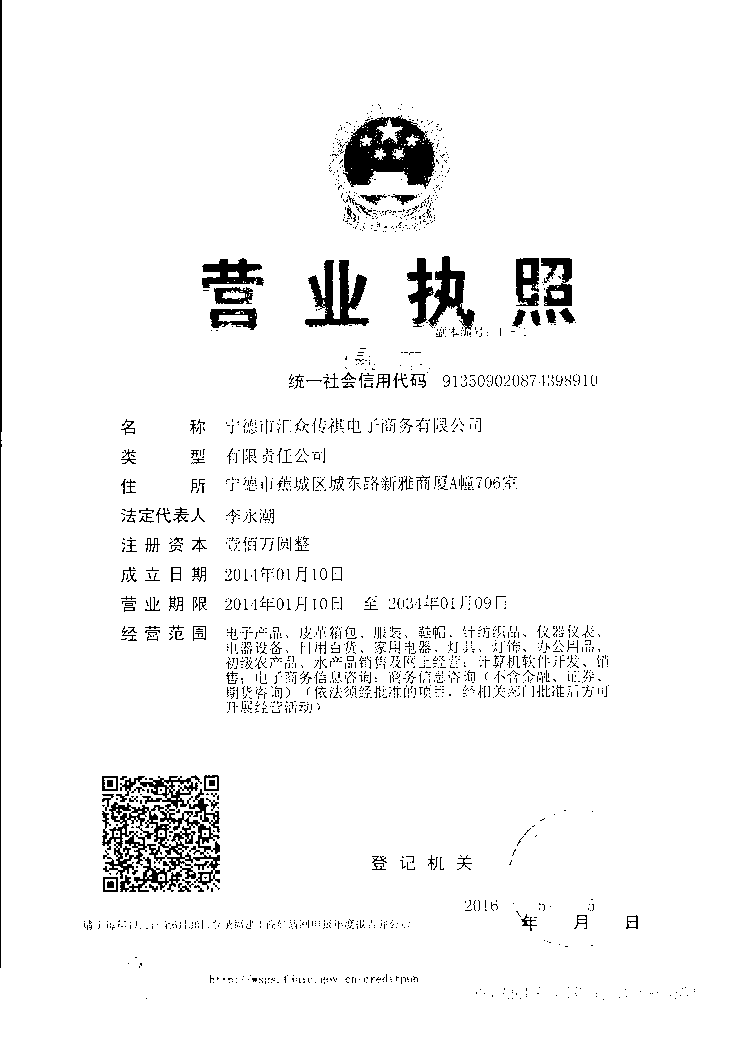 营业执照
副本编号：1－1
统一社会信用代码 913509020874398910
名称 宁德市汇众传祺电子商务有限公司
类型 有限责任公司
住所 宁德市蕉城区城东路新雅商厦A幢706室
法定代表人 李永潮
注册资本 壹佰万圆整
成立日期 2014年01月10日
营业期限 2014年01月10日 至 2034年01月09日
经营范围 电子产品、皮革箱包、服装、鞋帽、针纺织品、仪器仪表、
电器设备、日用百货、家用电器、灯具、灯饰、办公用品、
初级农产品、水产品销售及网上经营；计算机软件开发、销
售；电子商务信息咨询；商务信息咨询（不含金融、证券、
期货咨询）（依法须经批准的项目，经相关部门批准后方可
开展经营活动）
登记机关
2016 5 5
年 月 日